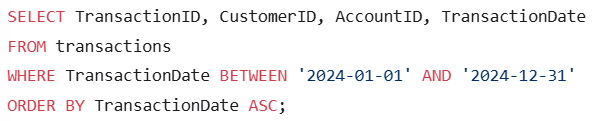 SELECT TransactionID, CustomerID, AccountID, TransactionDate
FROM transactions
WHERE TransactionDate BETWEEN '2024-01-01' AND '2024-12-31'
ORDER BY TransactionDate ASC;